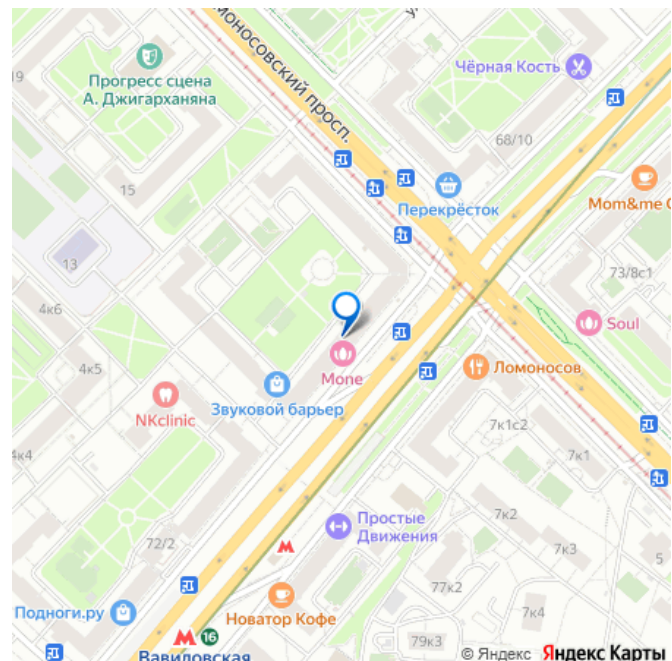 19
Прогресс сцена
А. Джигарханяна
моносовский просп.
Чёрная Кость
68/10
15
Перекрёсток
Mom&me C
13
73/8с1
4к6
Soul
4к5
Mone
Ломоносов
NKclinic
Звуковой барьер
7к1с2
7к1
4к4
Простые
Движения
7к2
72/2
7к3
5
77к2
Подноги.ру
Новатор Кофе
7к4
16
79к3
Вавиловская
© Яндекс Яндекс Карты